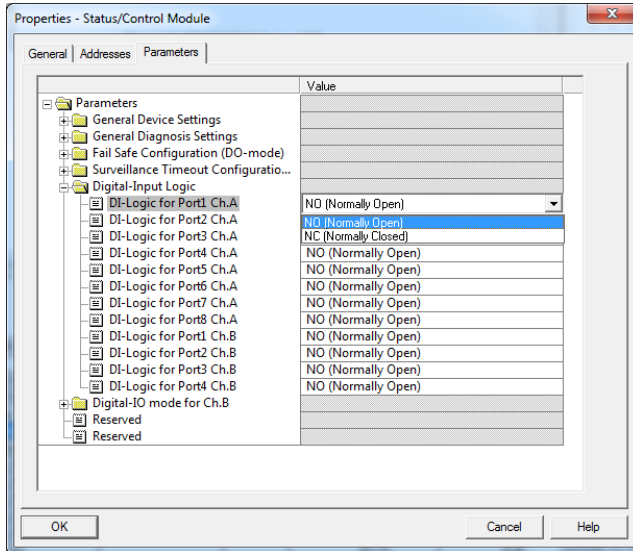 Properties - Status/Control Module
General Addresses Parameters
Value
Parameters
General Device Settings
General Diagnosis Settings
Fail Safe Configuration (DO-mode)
Surveillance Timeout Configuratio...
Digital-Input Logic
DI-Logic for Port1 Ch.A NO (Normally Open)
DI-Logic for Port2 Ch.A NO (Normally Open)
DI-Logic for Port3 Ch.A NC (Normally Closed)
DI-Logic for Port4 Ch.A NO (Normally Open)
DI-Logic for Port5 Ch.A NO (Normally Open)
DI-Logic for Port6 Ch.A NO (Normally Open)
DI-Logic for Port7 Ch.A NO (Normally Open)
DI-Logic for Port8 Ch.A NO (Normally Open)
DI-Logic for Port1 Ch.B NO (Normally Open)
DI-Logic for Port2 Ch.B NO (Normally Open)
DI-Logic for Port3 Ch.B NO (Normally Open)
DI-Logic for Port4 Ch.B NO (Normally Open)
Digital-IO mode for Ch.B
Reserved
Reserved
OK Cancel Help